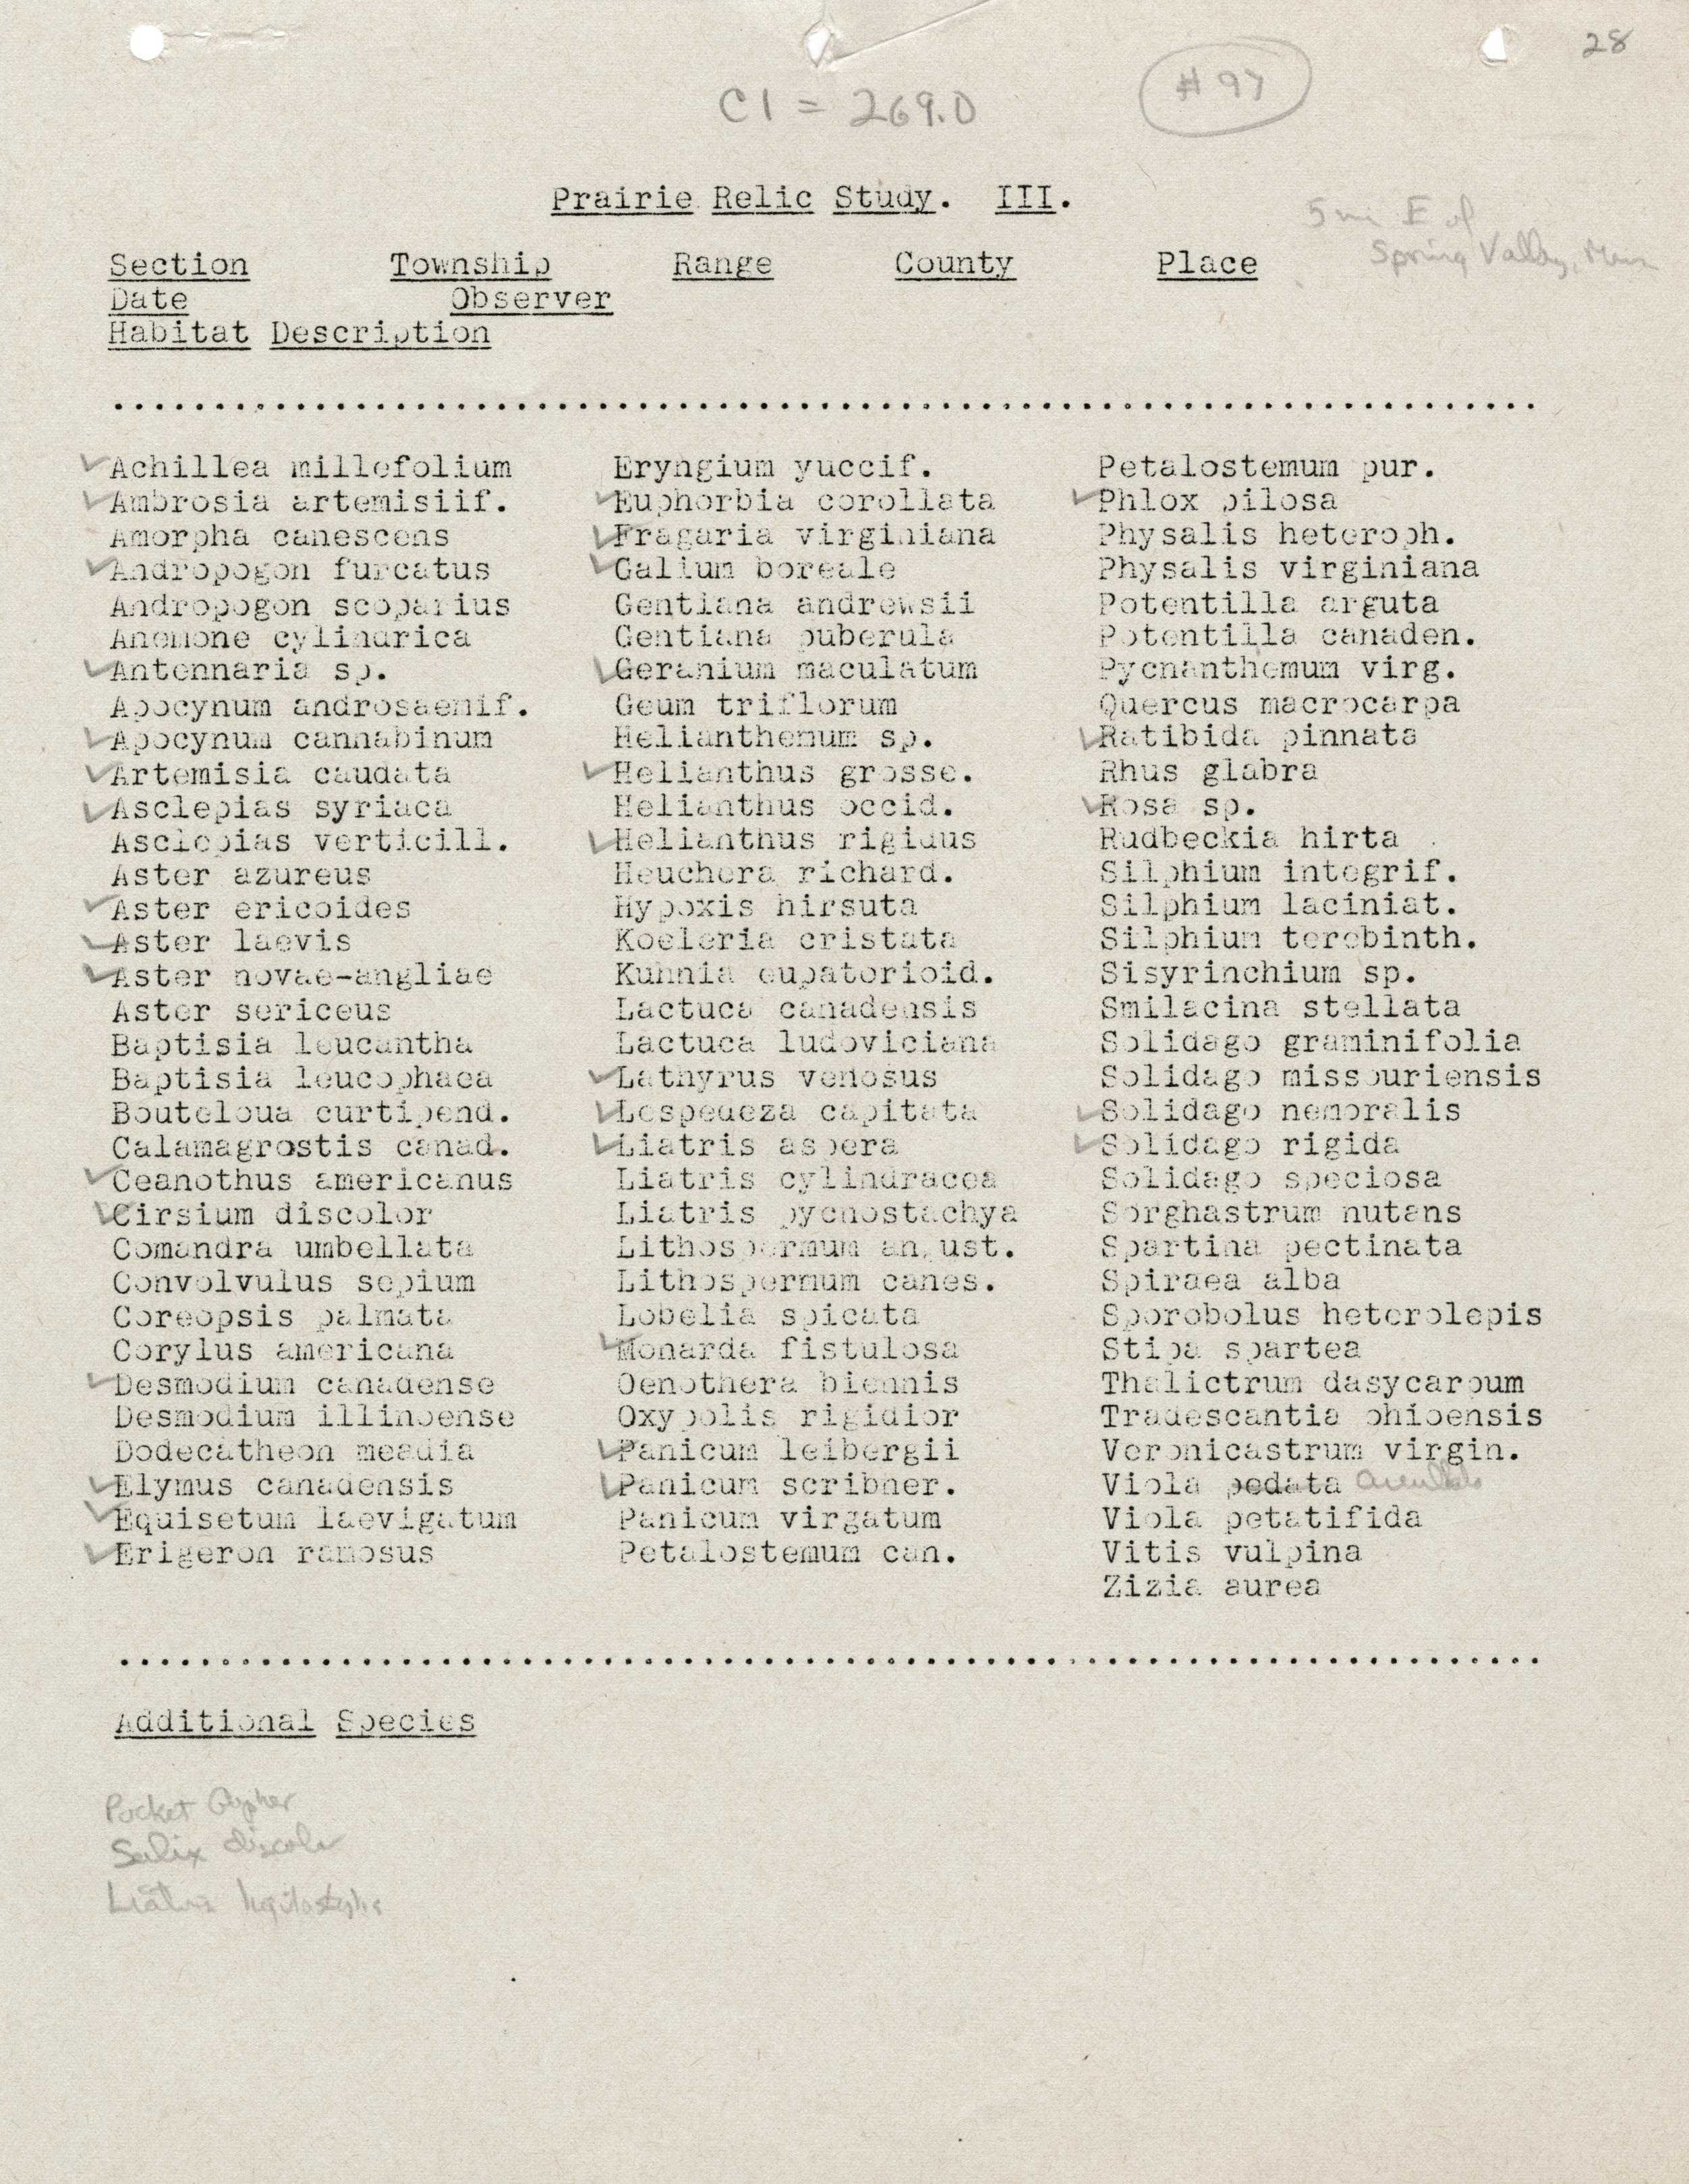 28
CI = 269.0
#97
Prairie Relic Study. III.
5 mi E of
Spring Valley, Minn
Section Township Range County Place
Date Observer
Habitat Description
✓Achillea millefolium
✓Ambrosia artemisiif.
Amorpha canescens
✓Andropogon furcatus
Andropogon scoparius
Anemone cylindrica
✓Antennaria sp.
Apocynum androsaemif.
✓Apocynum cannabinum
✓Artemisia caudata
✓Asclepias syriaca
Asclepias verticill.
Aster azureus
✓Aster ericoides
✓Aster laevis
✓Aster novae-angliae
Aster sericeus
Baptisia leucantha
Baptisia leucophaea
Bouteloua curtipend.
Calamagrostis canad.
✓Ceanothus americanus
✓Cirsium discolor
Comandra umbellata
Convolvulus sepium
Coreopsis palmata
Corylus americana
✓Desmodium canadense
Desmodium illinoense
Dodecatheon meadia
✓Elymus canadensis
✓Equisetum laevigatum
✓Erigeron ramosus
Eryngium yuccif.
✓Euphorbia corollata
✓Fragaria virginiana
✓Galium boreale
Gentiana andrewsii
Gentiana puberula
✓Geranium maculatum
Geum triflorum
Helianthemum sp.
✓Helianthus grosse.
Helianthus occid.
✓Helianthus rigidus
Heuchera richard.
Hypoxis hirsuta
Koeleria cristata
Kuhnia eupatorioid.
Lactuca canadensis
Lactuca ludoviciana
✓Lathyrus venosus
✓Lespedeza capitata
✓Liatris aspera
Liatris cylindracea
Liatris pycnostachya
Lithospermum angust.
Lithospermum canes.
Lobelia spicata
✓Monarda fistulosa
Oenothera biennis
Oxypolis rigidior
✓Panicum leibergii
✓Panicum scribner.
Panicum virgatum
Petalostemum can.
Petalostemum pur.
✓Phlox pilosa
Physalis heteroph.
Physalis virginiana
Potentilla arguta
Potentilla canaden.
Pycnanthemum virg.
Quercus macrocarpa
✓Ratibida pinnata
Rhus glabra
✓Rosa sp.
Rudbeckia hirta
Silphium integrif.
Silphium laciniat.
Silphium terebinth.
Sisyrinchium sp.
Smilacina stellata
Solidago graminifolia
Solidago missouriensis
✓Solidago nemoralis
✓Solidago rigida
Solidago speciosa
Sorghastrum nutans
Spartina pectinata
Spiraea alba
Sporobolus heterolepis
Stipa spartea
Thalictrum dasycarpum
Tradescantia ohioensis
Veronicastrum virgin.
Viola pedata
Viola petatifida
Vitis vulpina
Zizia aurea
Additional Species
Pocket Gopher
Salix discolor
Liatris ligulistylis